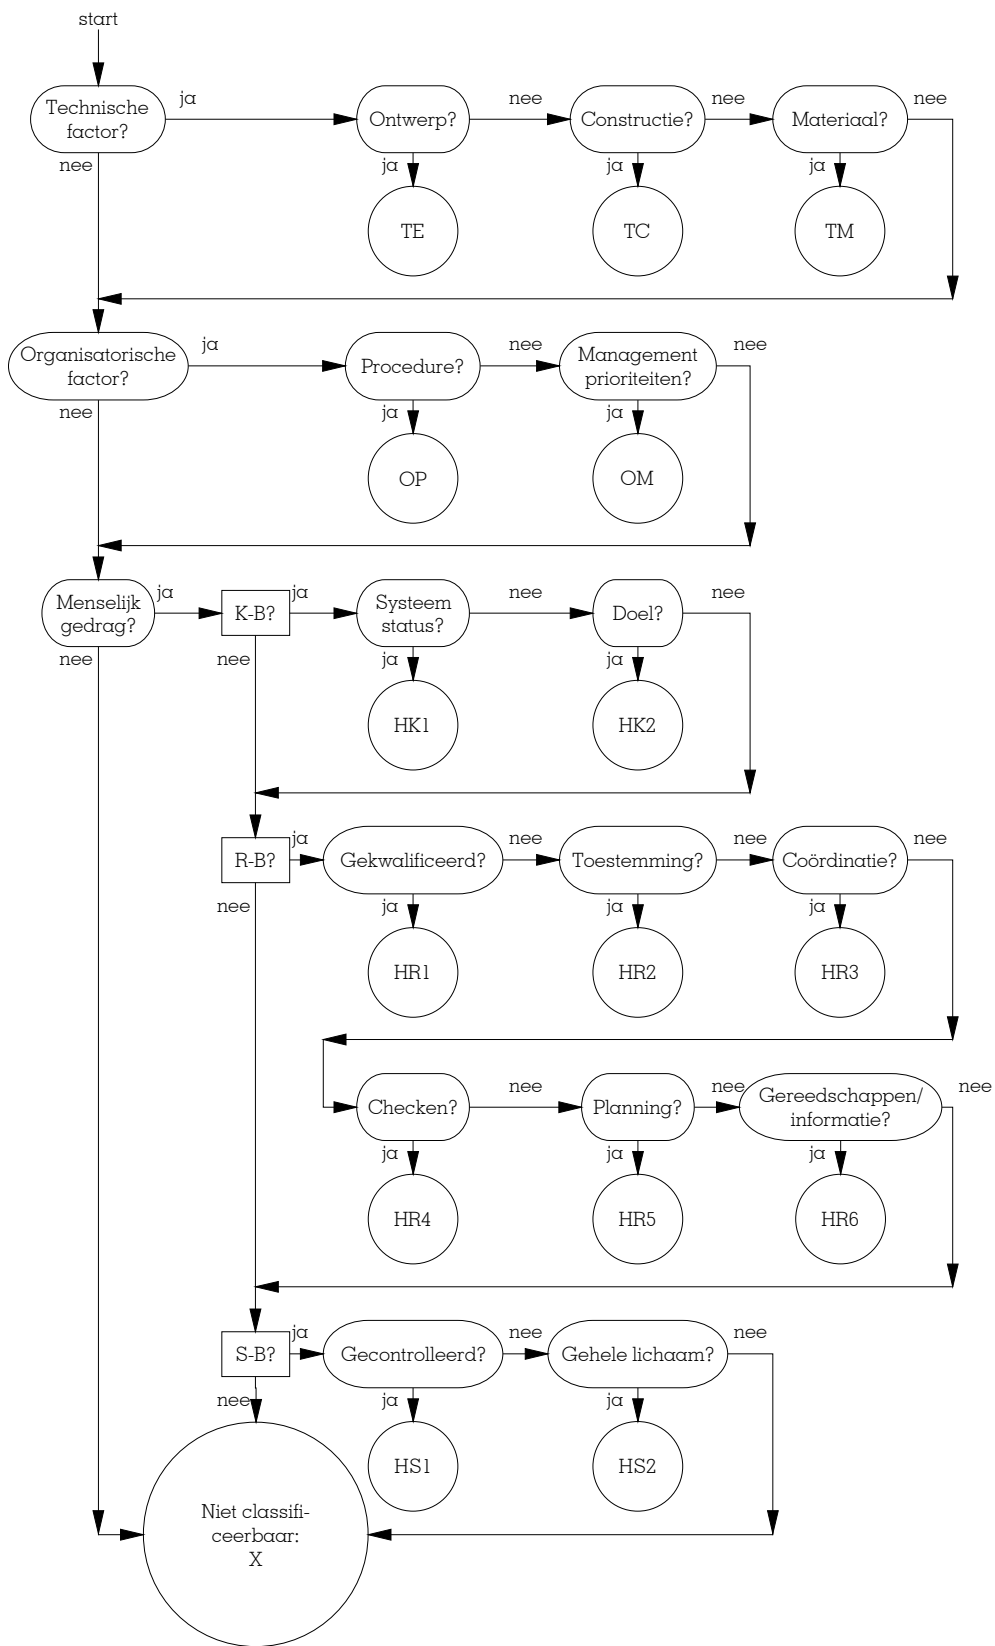 start
Technische
factor?
ja
nee
Ontwerp?
nee
ja
Constructie?
nee
ja
Materiaal?
nee
ja
TE
TC
TM
Organisatorische
factor?
ja
nee
Procedure?
nee
ja
Management
prioriteiten?
nee
ja
OP
OM
Menselijk
gedrag?
ja
nee
K-B?
ja
nee
Systeem
status?
nee
ja
Doel?
nee
ja
HK1
HK2
R-B?
ja
nee
Gekwalificeerd?
nee
ja
Toestemming?
nee
ja
Coördinatie?
nee
ja
HR1
HR2
HR3
Checken?
nee
ja
Planning?
nee
ja
Gereedschappen/
informatie?
nee
ja
HR4
HR5
HR6
S-B?
ja
nee
Gecontrolleerd?
nee
ja
Gehele lichaam?
nee
ja
HS1
HS2
Niet classifi-
ceerbaar:
X